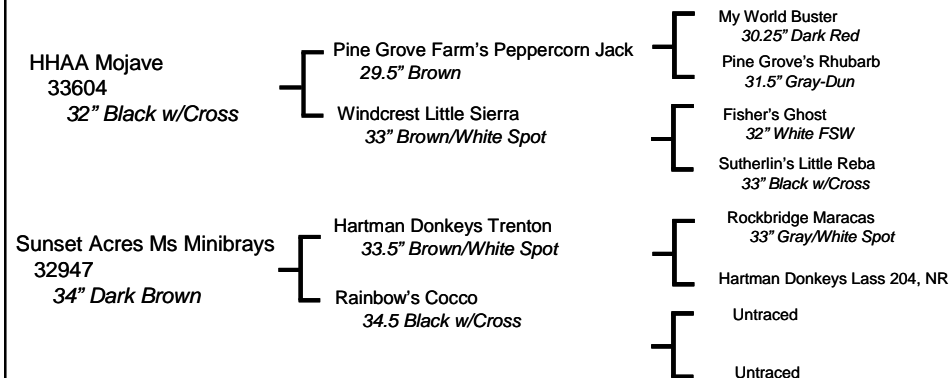 HHAA Mojave
33604
32” Black w/Cross
Pine Grove Farm’s Peppercorn Jack
29.5” Brown
Windcrest Little Sierra
33” Brown/White Spot
My World Buster
30.25” Dark Red
Pine Grove’s Rhubarb
31.5” Gray-Dun
Fisher’s Ghost
32” White FSW
Sutherlin’s Little Reba
33” Black w/Cross
Sunset Acres Ms Minibrays
32947
34” Dark Brown
Hartman Donkeys Trenton
33.5” Brown/White Spot
Rainbow’s Cocco
34.5 Black w/Cross
Rockbridge Maracas
33” Gray/White Spot
Hartman Donkeys Lass 204, NR
Untraced
Untraced